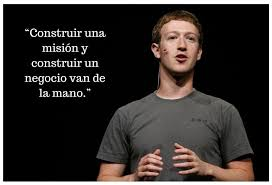 “Construir una
misión y
construir un
negocio van de
la mano.”